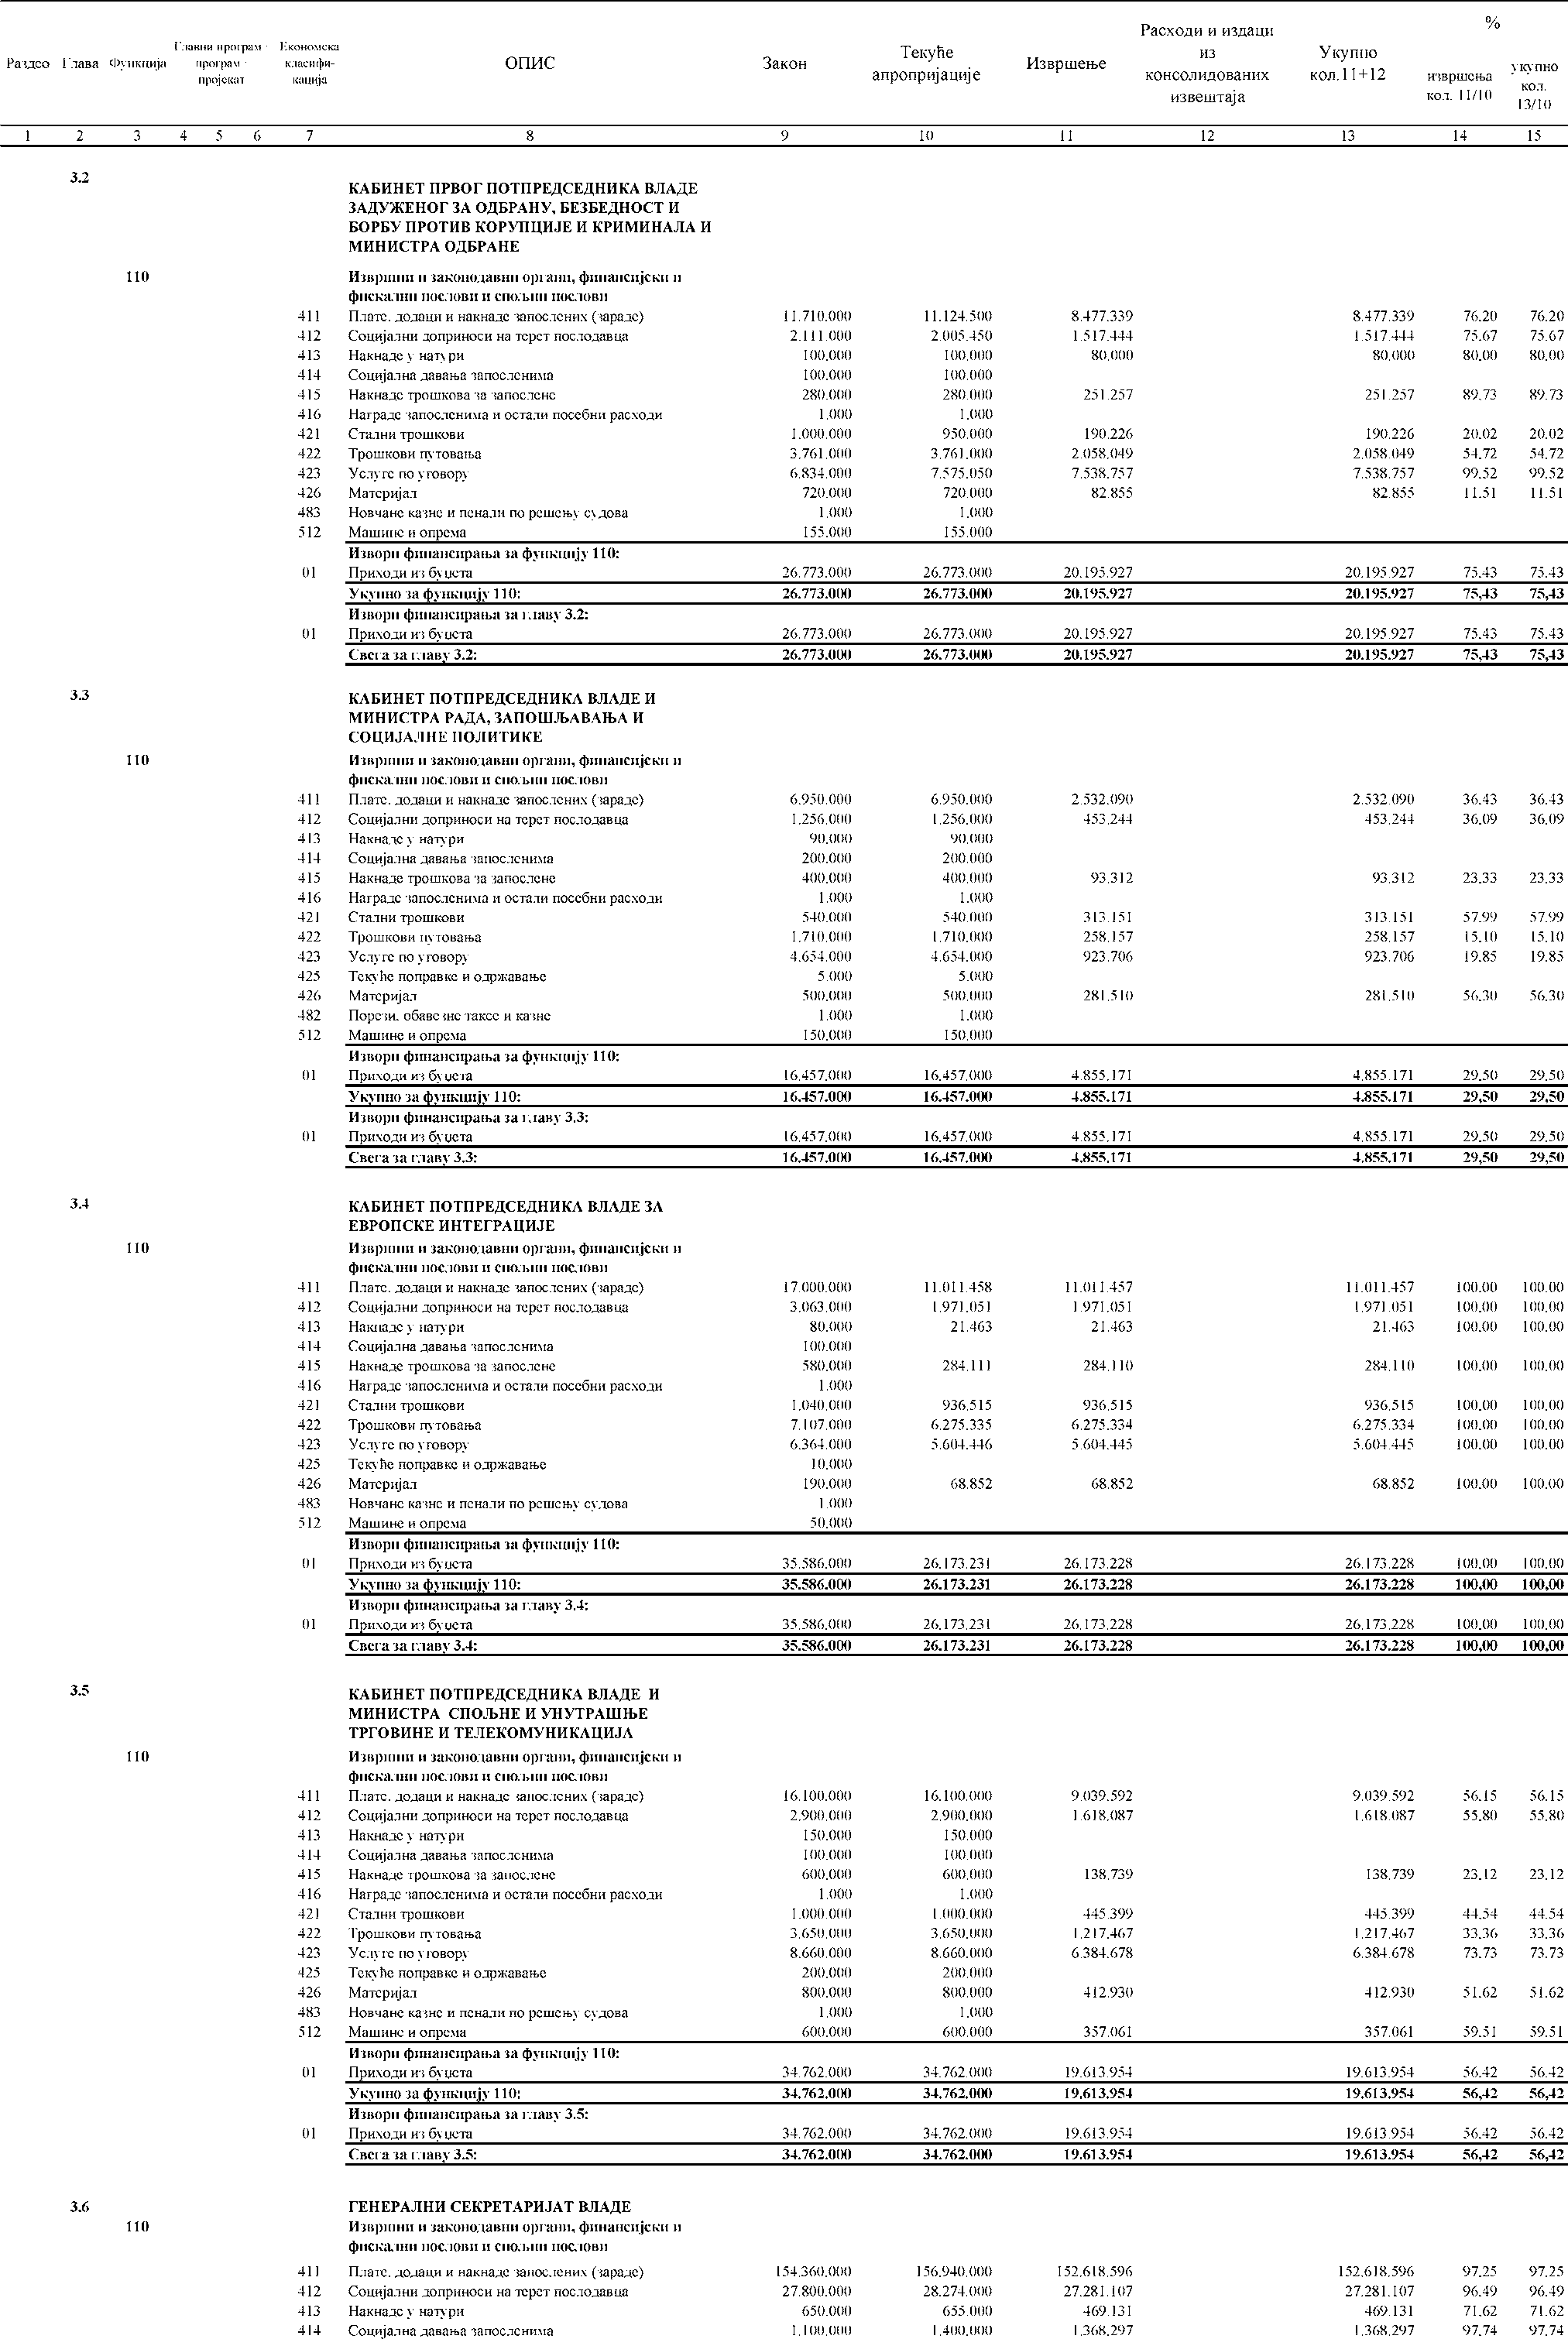 Раздео Глава Функција Главни програм - програм - пројекат Економска класифи-кација ОПИС Закон Текуће апропријације Извршење Расходи и издаци из консолидованих извештаја Укупно кол.11+12 % извршења кол. 11/10 укупно кол. 13/10
1 2 3 4 5 6 7 8 9 10 11 12 13 14 15
3.2
КАБИНЕТ ПРВОГ ПОТПРЕДСЕДНИКА ВЛАДЕ
ЗАДУЖЕНОГ ЗА ОДБРАНУ, БЕЗБЕДНОСТ И
БОРБУ ПРОТИВ КОРУПЦИЈЕ И КРИМИНАЛА И
МИНИСТРА ОДБРАНЕ
110 Извршни и законодавни органи, финансијски и
фискални послови и спољни послови
411 Плате, додаци и накнаде запослених (зараде) 11.710.000 11.124.500 8.477.339 8.477.339 76,20 76,20
412 Социјални доприноси на терет послодавца 2.111.000 2.005.450 1.517.444 1.517.444 75,67 75,67
413 Накнаде у натури 100.000 100.000 80.000 80.000 80,00 80,00
414 Социјална давања запосленима 100.000 100.000
415 Накнаде трошкова за запослене 280.000 280.000 251.257 251.257 89,73 89,73
416 Награде запосленима и остали посебни расходи 1.000 1.000
421 Стални трошкови 1.000.000 950.000 190.226 190.226 20,02 20,02
422 Трошкови путовања 3.761.000 3.761.000 2.058.049 2.058.049 54,72 54,72
423 Услуге по уговору 6.834.000 7.575.050 7.538.757 7.538.757 99,52 99,52
426 Материјал 720.000 720.000 82.855 82.855 11,51 11,51
483 Новчане казне и пенали по решењу судова 1.000 1.000
512 Машине и опрема 155.000 155.000
Извори финансирања за функцију 110:
01 Приходи из буџета 26.773.000 26.773.000 20.195.927 20.195.927 75,43 75,43
Укупно за функцију 110: 26.773.000 26.773.000 20.195.927 20.195.927 75,43 75,43
Извори финансирања за главу 3.2:
01 Приходи из буџета 26.773.000 26.773.000 20.195.927 20.195.927 75,43 75,43
Свега за главу 3.2: 26.773.000 26.773.000 20.195.927 20.195.927 75,43 75,43
3.3 КАБИНЕТ ПОТПРЕДСЕДНИКА ВЛАДЕ И
МИНИСТРА РАДА, ЗАПОШЉАВАЊА И
СОЦИЈАЛНЕ ПОЛИТИКЕ
110 Извршни и законодавни органи, финансијски и
фискални послови и спољни послови
411 Плате, додаци и накнаде запослених (зараде) 6.950.000 6.950.000 2.532.090 2.532.090 36,43 36,43
412 Социјални доприноси на терет послодавца 1.256.000 1.256.000 453.244 453.244 36,09 36,09
413 Накнаде у натури 90.000 90.000
414 Социјална давања запосленима 200.000 200.000
415 Накнаде трошкова за запослене 400.000 400.000 93.312 93.312 23,33 23,33
416 Награде запосленима и остали посебни расходи 1.000 1.000
421 Стални трошкови 540.000 540.000 313.151 313.151 57,99 57,99
422 Трошкови путовања 1.710.000 1.710.000 258.157 258.157 15,10 15,10
423 Услуге по уговору 4.654.000 4.654.000 923.706 923.706 19,85 19,85
425 Текуће поправке и одржавање 5.000 5.000
426 Материјал 500.000 500.000 281.510 281.510 56,30 56,30
482 Порези, обавезне таксе и казне 1.000 1.000
512 Машине и опрема 150.000 150.000
Извори финансирања за функцију 110:
01 Приходи из буџета 16.457.000 16.457.000 4.855.171 4.855.171 29,50 29,50
Укупно за функцију 110: 16.457.000 16.457.000 4.855.171 4.855.171 29,50 29,50
Извори финансирања за главу 3.3:
01 Приходи из буџета 16.457.000 16.457.000 4.855.171 4.855.171 29,50 29,50
Свега за главу 3.3: 16.457.000 16.457.000 4.855.171 4.855.171 29,50 29,50
3.4 КАБИНЕТ ПОТПРЕДСЕДНИКА ВЛАДЕ ЗА
ЕВРОПСКЕ ИНТЕГРАЦИЈЕ
110 Извршни и законодавни органи, финансијски и
фискални послови и спољни послови
411 Плате, додаци и накнаде запослених (зараде) 17.000.000 11.011.458 11.011.457 11.011.457 100,00 100,00
412 Социјални доприноси на терет послодавца 3.063.000 1.971.051 1.971.051 1.971.051 100,00 100,00
413 Накнаде у натури 80.000 21.463 21.463 21.463 100,00 100,00
414 Социјална давања запосленима 100.000
415 Накнаде трошкова за запослене 580.000 284.111 284.110 284.110 100,00 100,00
416 Награде запосленима и остали посебни расходи 1.000
421 Стални трошкови 1.040.000 936.515 936.515 936.515 100,00 100,00
422 Трошкови путовања 7.107.000 6.275.335 6.275.334 6.275.334 100,00 100,00
423 Услуге по уговору 6.364.000 5.604.446 5.604.445 5.604.445 100,00 100,00
425 Текуће поправке и одржавање 10.000
426 Материјал 190.000 68.852 68.852 68.852 100,00 100,00
483 Новчане казне и пенали по решењу судова 1.000
512 Машине и опрема 50.000
Извори финансирања за функцију 110:
01 Приходи из буџета 35.586.000 26.173.231 26.173.228 26.173.228 100,00 100,00
Укупно за функцију 110: 35.586.000 26.173.231 26.173.228 26.173.228 100,00 100,00
Извори финансирања за главу 3.4:
01 Приходи из буџета 35.586.000 26.173.231 26.173.228 26.173.228 100,00 100,00
Свега за главу 3.4: 35.586.000 26.173.231 26.173.228 26.173.228 100,00 100,00
3.5 КАБИНЕТ ПОТПРЕДСЕДНИКА ВЛАДЕ И
МИНИСТРА СПОЉНЕ И УНУТРАШЊЕ
ТРГОВИНЕ И ТЕЛЕКОМУНИКАЦИЈА
110 Извршни и законодавни органи, финансијски и
фискални послови и спољни послови
411 Плате, додаци и накнаде запослених (зараде) 16.100.000 16.100.000 9.039.592 9.039.592 56,15 56,15
412 Социјални доприноси на терет послодавца 2.900.000 2.900.000 1.618.087 1.618.087 55,80 55,80
413 Накнаде у натури 150.000 150.000
414 Социјална давања запосленима 100.000 100.000
415 Накнаде трошкова за запослене 600.000 600.000 138.739 138.739 23,12 23,12
416 Награде запосленима и остали посебни расходи 1.000 1.000
421 Стални трошкови 1.000.000 1.000.000 445.399 445.399 44,54 44,54
422 Трошкови путовања 3.650.000 3.650.000 1.217.467 1.217.467 33,36 33,36
423 Услуге по уговору 8.660.000 8.660.000 6.384.678 6.384.678 73,73 73,73
425 Текуће поправке и одржавање 200.000 200.000
426 Материјал 800.000 800.000 412.930 412.930 51,62 51,62
483 Новчане казне и пенали по решењу судова 1.000 1.000
512 Машине и опрема 600.000 600.000 357.061 357.061 59,51 59,51
Извори финансирања за функцију 110:
01 Приходи из буџета 34.762.000 34.762.000 19.613.954 19.613.954 56,42 56,42
Укупно за функцију 110: 34.762.000 34.762.000 19.613.954 19.613.954 56,42 56,42
Извори финансирања за главу 3.5:
01 Приходи из буџета 34.762.000 34.762.000 19.613.954 19.613.954 56,42 56,42
Свега за главу 3.5: 34.762.000 34.762.000 19.613.954 19.613.954 56,42 56,42
3.6 ГЕНЕРАЛНИ СЕКРЕТАРИЈАТ ВЛАДЕ
110 Извршни и законодавни органи, финансијски и
фискални послови и спољни послови
411 Плате, додаци и накнаде запослених (зараде) 154.360.000 156.940.000 152.618.596 152.618.596 97,25 97,25
412 Социјални доприноси на терет послодавца 27.800.000 28.274.000 27.281.107 27.281.107 96,49 96,49
413 Накнаде у натури 650.000 655.000 469.131 469.131 71,62 71,62
414 Социјална давања запосленима 1.100.000 1.400.000 1.368.297 1.368.297 97,74 97,74